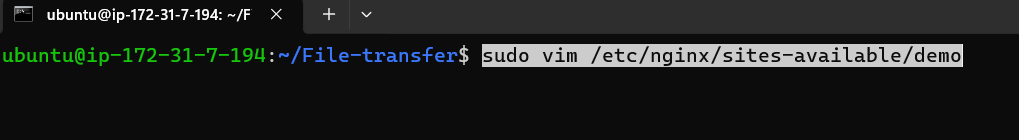 ubuntu@ip-172-31-7-194: ~/F
ubuntu@ip-172-31-7-194:~/File-transfer$ sudo vim /etc/nginx/sites-available/demo